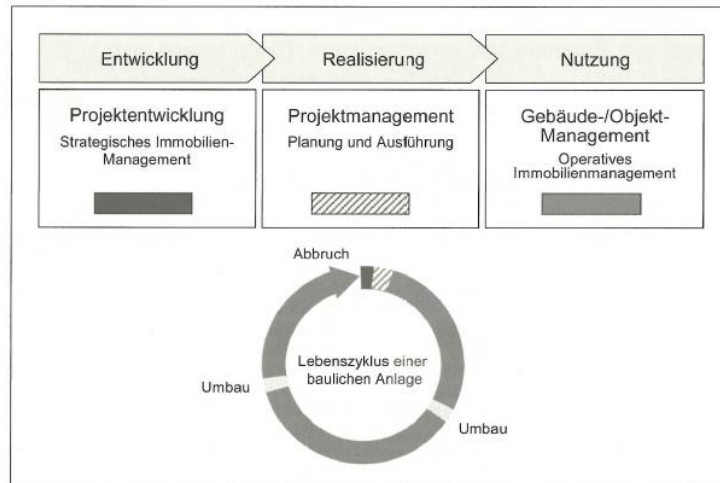 Entwicklung
Realisierung
Nutzung
Projektentwicklung
Strategisches Immobilien-
Management
Projektmanagement
Planung und Ausführung
Gebäude-/Objekt-
Management
Operatives
Immobilienmanagement
Abbruch
Lebenszyklus einer
baulichen Anlage
Umbau
Umbau